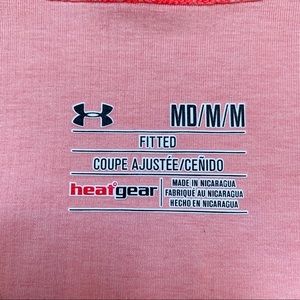 MD/M/M
FITTED
COUPE AJUSTÉE/CEÑIDO
heatgear
MADE IN NICARAGUA
FABRIQUÉ AU NICARAGUA
HECHO EN NICARAGUA